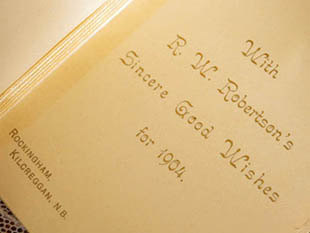 With
R. W. Robertson's
Sincere Good Wishes
for 1904.
ROCKINGHAM,
KILCREGGAN, N.B.